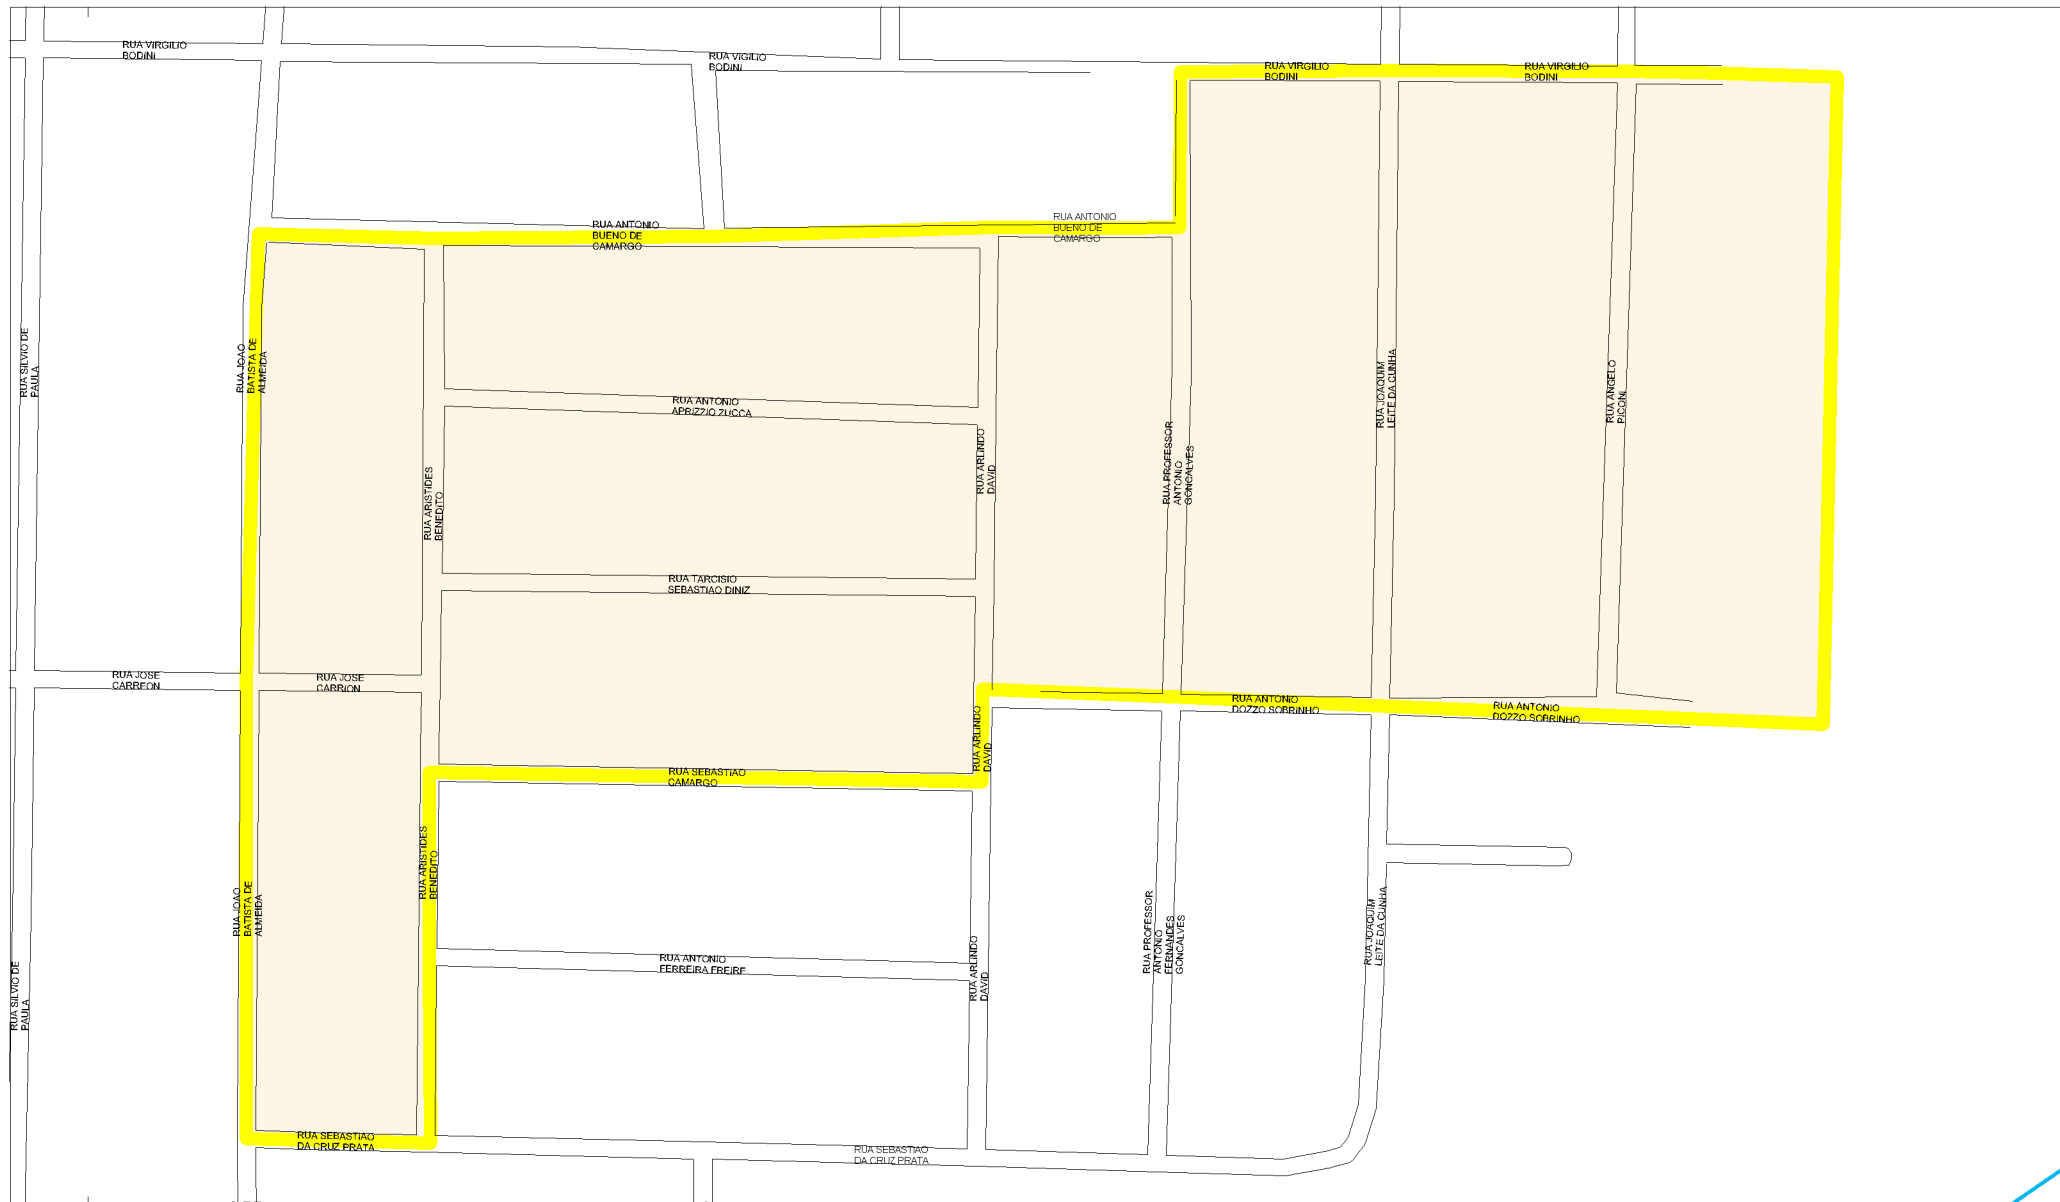 RUA VIRGILIO
BODINI
RUA VIGILIO
BODINI
RUA VIRGILIO
BODINI
RUA VIRGILIO
BODINI
RUA ANTONIO
BUENO DE
CAMARGO
RUA ANTONIO
BUENO DE
CAMARGO
RUA SILVIO DE
PAULA
RUA JOAO
BATISTA DE
ALMEIDA
RUA ANTONIO
APRIZZIO ZUCCA
RUA JOAQUIM
LEITE DA CUNHA
RUA ANGELO
PICONI
RUA ARISTIDES
BENEDITO
RUA ARLINDO
DAVID
RUA PROFESSOR
ANTONIO
GONCALVES
RUA TARCISIO
SEBASTIAO DINIZ
RUA JOSE
CARREON
RUA JOSE
CARRION
RUA ANTONIO
DOZZO SOBRINHO
RUA ANTONIO
DOZZO SOBRINHO
RUA ARLINDO
DAVID
RUA SEBASTIAO
CAMARGO
RUA ARISTIDES
BENEDITO
RUA JOAO
BATISTA DE
ALMEIDA
RUA PROFESSOR
ANTONIO
FERNANDES
GONCALVES
RUA JOAQUIM
LEITE DA CUNHA
RUA ANTONIO
FERREIRA FREIRE
RUA ARLINDO
DAVID
RUA SILVIO DE
PAULA
RUA SEBASTIAO
DA CRUZ PRATA
RUA SEBASTIAO
DA CRUZ PRATA